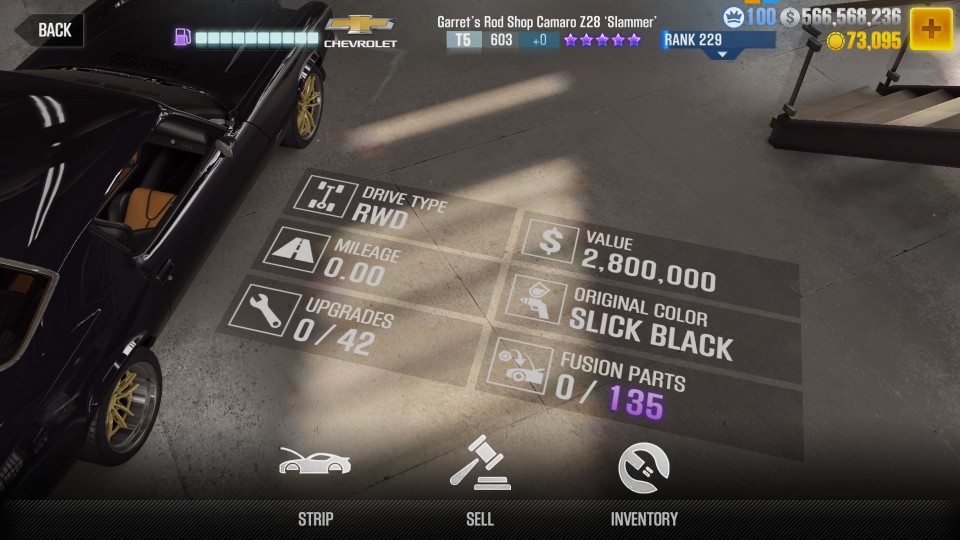 BACK
CHEVROLET
Garret's Rod Shop Camaro Z28 'Slammer'
T5 603 +0
RANK 229
100 $ 566,568,236
73,095
DRIVE TYPE
RWD
MILEAGE
0.00
UPGRADES
0 / 42
$ VALUE
2,800,000
ORIGINAL COLOR
SLICK BLACK
FUSION PARTS
0 / 135
STRIP
SELL
INVENTORY